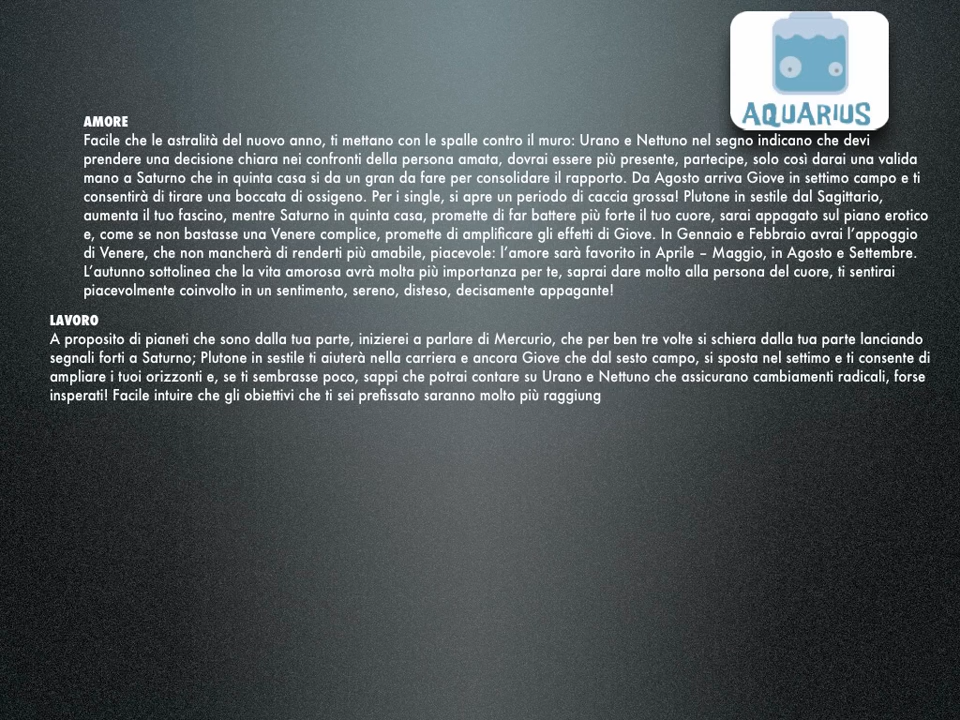 AQUARIUS
AMORE
Facile che le astralità del nuovo anno, ti mettano con le spalle contro il muro: Urano e Nettuno nel segno indicano che devi
prendere una decisione chiara nei confronti della persona amata, dovrai essere più presente, partecipe, solo così darai una valida
mano a Saturno che in quinta casa si da un gran da fare per consolidare il rapporto. Da Agosto arriva Giove in settimo campo e ti
consentirà di tirare una boccata di ossigeno. Per i single, si apre un periodo di caccia grossa! Plutone in sestile dal Sagittario,
aumenta il tuo fascino, mentre Saturno in quinta casa, promette di far battere più forte il tuo cuore, sarai appagato sul piano erotico
e, come se non bastasse una Venere complice, promette di amplificare gli effetti di Giove. In Gennaio e Febbraio avrai l’appoggio
di Venere, che non mancherà di renderti più amabile, piacevole: l’amore sarà favorito in Aprile – Maggio, in Agosto e Settembre.
L’autunno sottolinea che la vita amorosa avrà molta più importanza per te, saprai dare molto alla persona del cuore, ti sentirai
piacevolmente coinvolto in un sentimento, sereno, disteso, decisamente appagante!
LAVORO
A proposito di pianeti che sono dalla tua parte, inizierei a parlare di Mercurio, che per ben tre volte si schiera dalla tua parte lanciando
segnali forti a Saturno; Plutone in sestile ti aiuterà nella carriera e ancora Giove che dal sesto campo, si sposta nel settimo e ti consente di
ampliare i tuoi orizzonti e, se ti sembrasse poco, sappi che potrai contare su Urano e Nettuno che assicurano cambiamenti radicali, forse
insperati! Facile intuire che gli obiettivi che ti sei prefissato saranno molto più raggiung